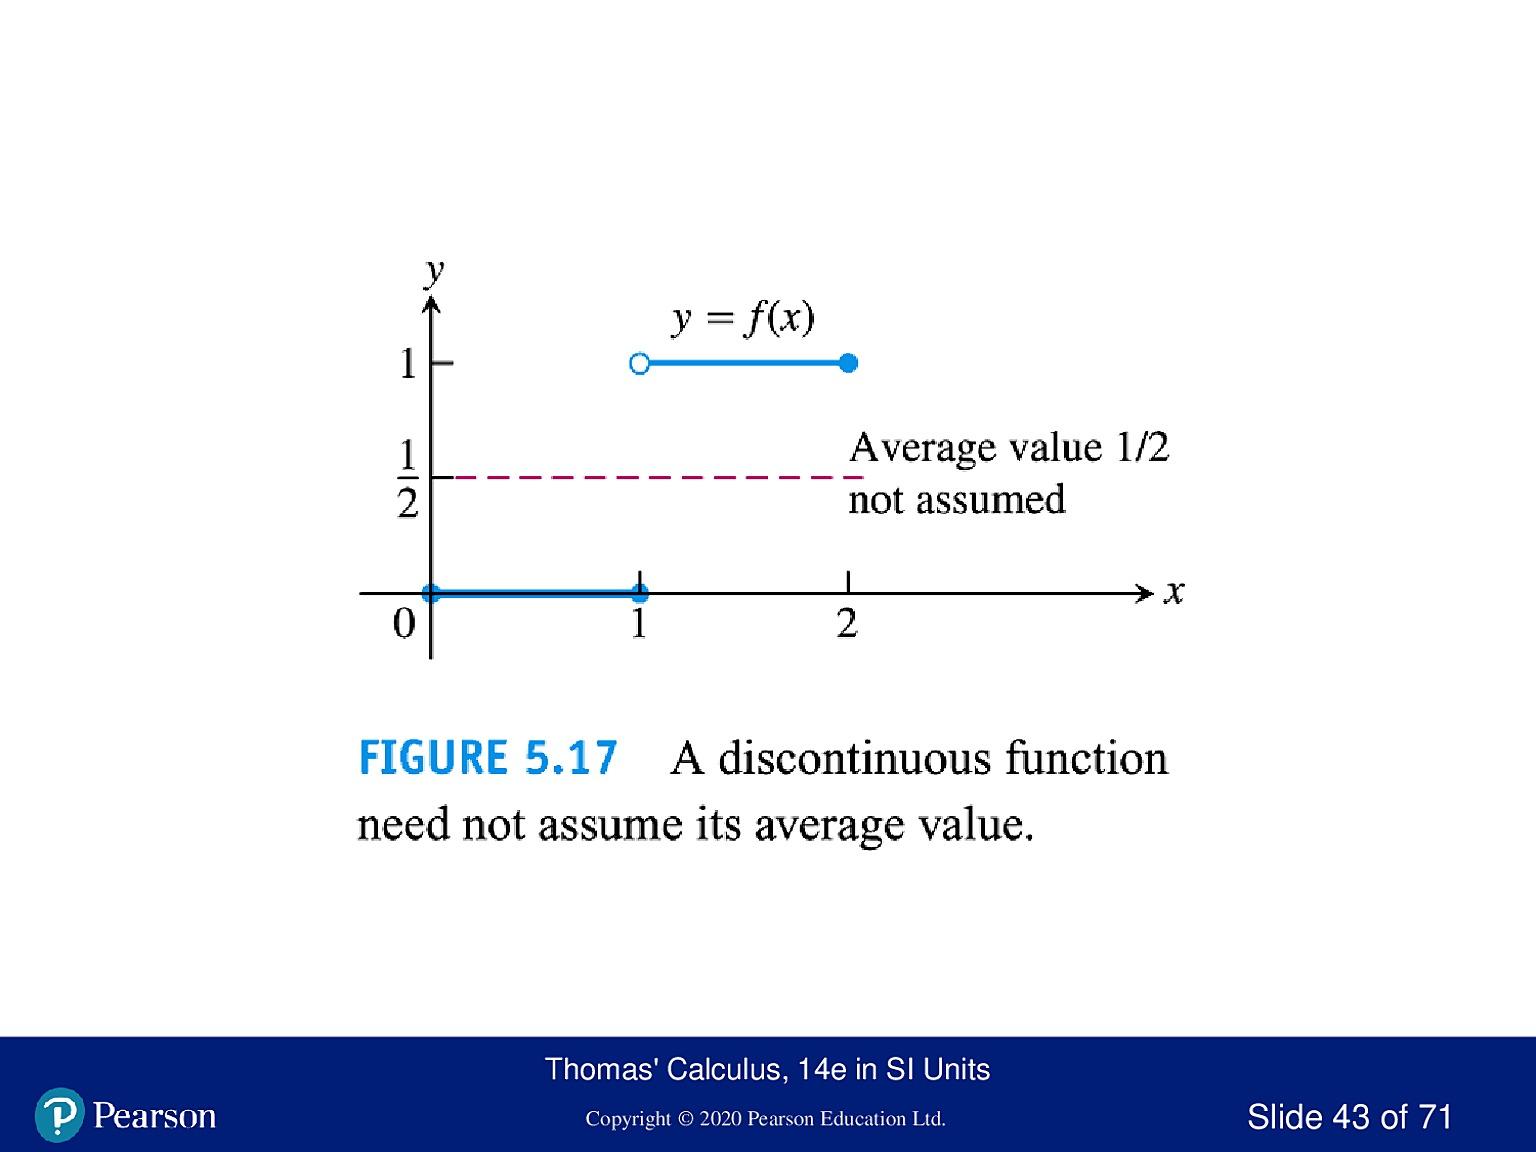 y
y = f(x)
1
1
2
Average value 1/2
not assumed
x
0
1
2
FIGURE 5.17 A discontinuous function
need not assume its average value.
Thomas' Calculus, 14e in SI Units
Pearson
Copyright © 2020 Pearson Education Ltd.
Slide 43 of 71